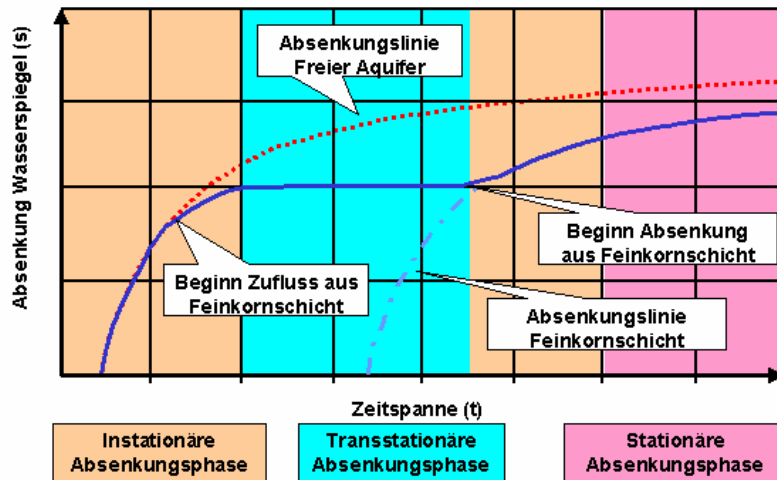 Absenkung Wasserspiegel (s)
Absenkungslinie
Freier Aquifer
Beginn Zufluss aus
Feinkornschicht
Beginn Absenkung
aus Feinkornschicht
Absenkungslinie
Feinkornschicht
Zeitspanne (t)
Instationäre
Absenkungsphase
Transstationäre
Absenkungsphase
Stationäre
Absenkungsphase